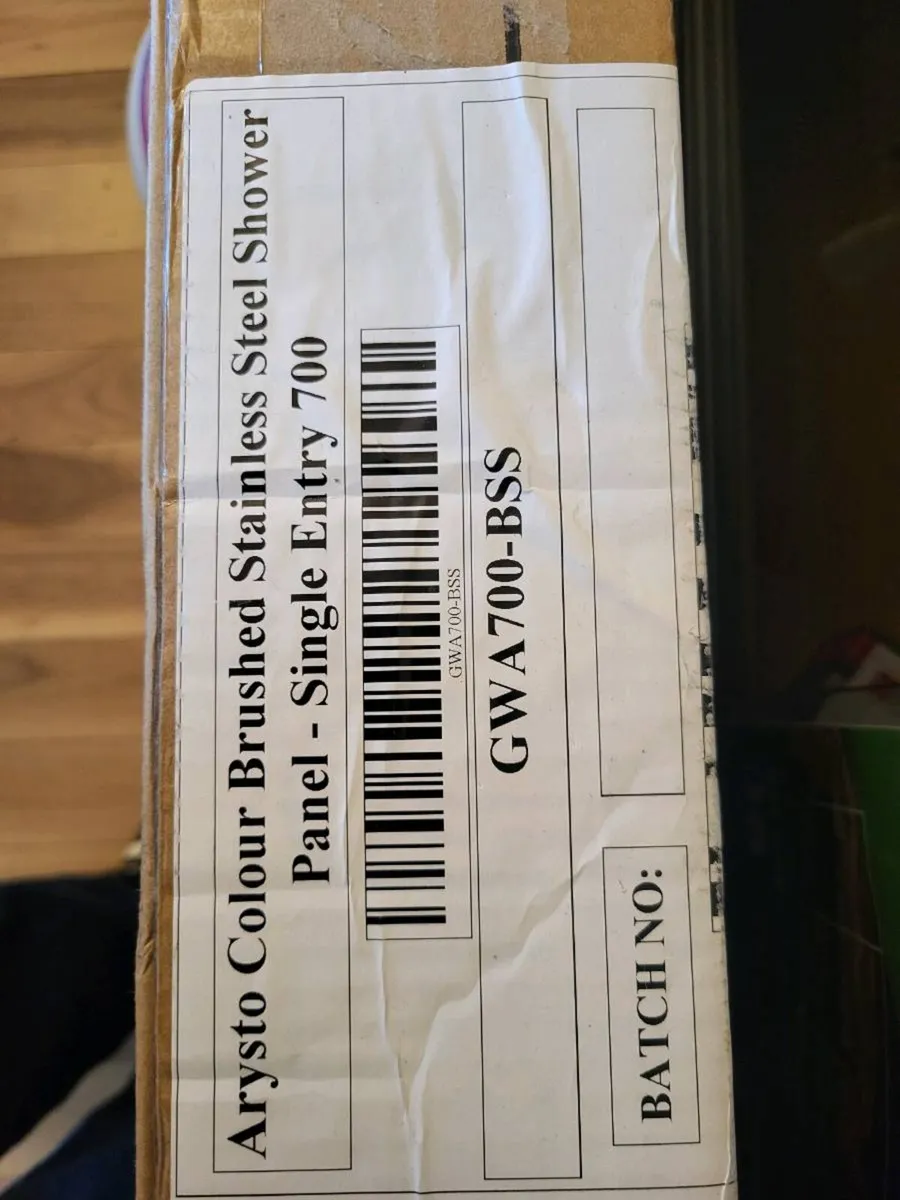 Arysto Colour Brushed Stainless Steel Shower
Panel - Single Entry 700
GWA700-BSS
GWA700-BSS
BATCH NO: